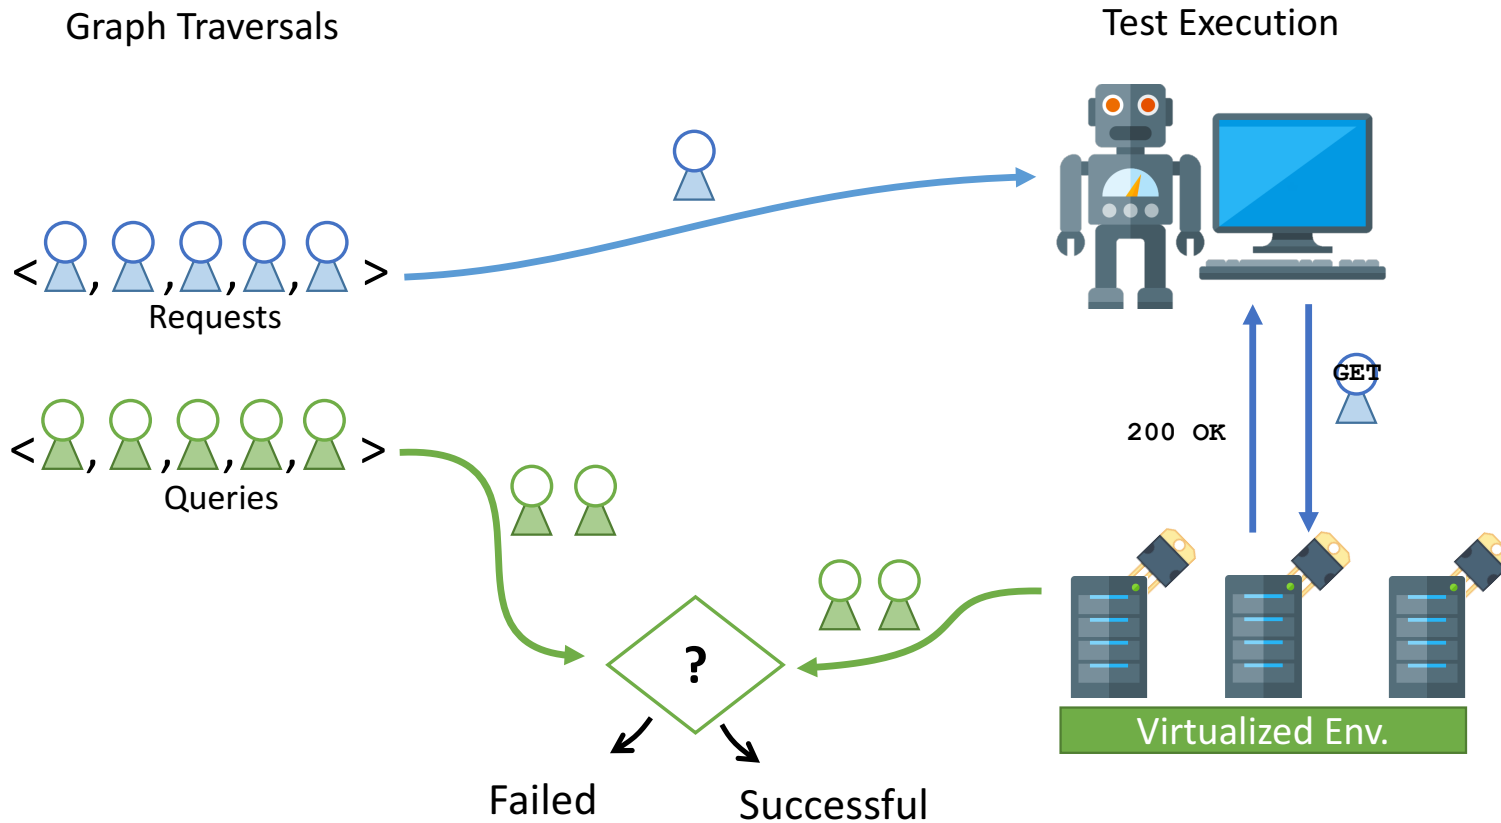 Graph Traversals
Test Execution
< , , , , >
Requests
GET
200 OK
< , , , , >
Queries
?
Virtualized Env.
Failed
Successful